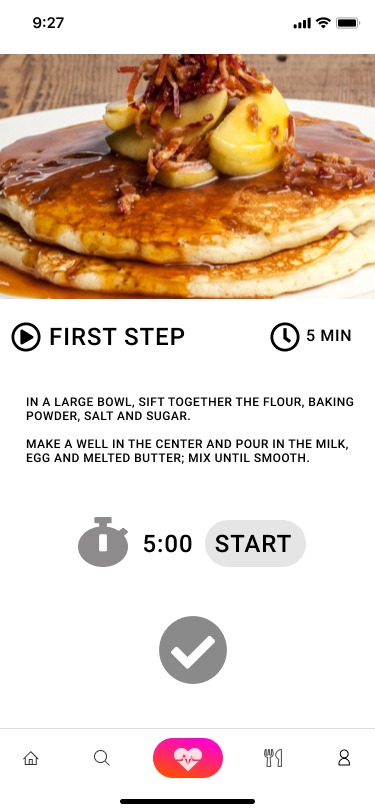 9:27
FIRST STEP
5 MIN
IN A LARGE BOWL, SIFT TOGETHER THE FLOUR, BAKING
POWDER, SALT AND SUGAR.
MAKE A WELL IN THE CENTER AND POUR IN THE MILK,
EGG AND MELTED BUTTER; MIX UNTIL SMOOTH.
5:00
START